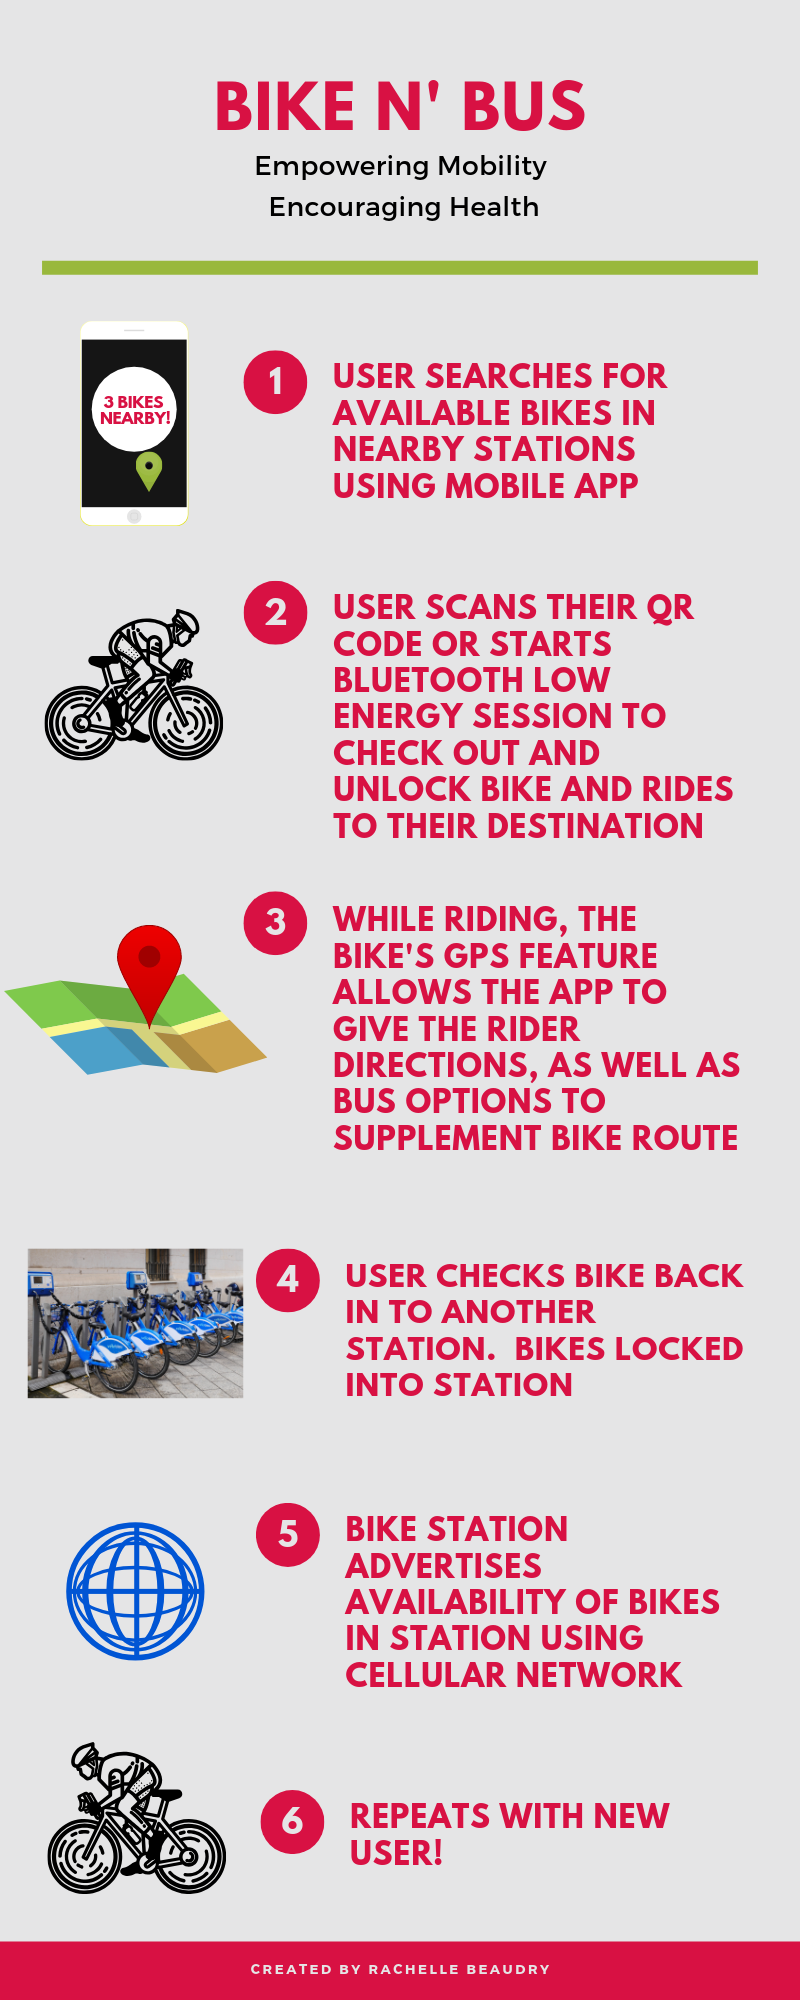 BIKE N' BUS
Empowering Mobility
Encouraging Health
3 BIKES
NEARBY!
1
USER SEARCHES FOR
AVAILABLE BIKES IN
NEARBY STATIONS
USING MOBILE APP
2
USER SCANS THEIR QR
CODE OR STARTS
BLUETOOTH LOW
ENERGY SESSION TO
CHECK OUT AND
UNLOCK BIKE AND RIDES
TO THEIR DESTINATION
3
WHILE RIDING, THE
BIKE'S GPS FEATURE
ALLOWS THE APP TO
GIVE THE RIDER
DIRECTIONS, AS WELL AS
BUS OPTIONS TO
SUPPLEMENT BIKE ROUTE
4
USER CHECKS BIKE BACK
IN TO ANOTHER
STATION.  BIKES LOCKED
INTO STATION
5
BIKE STATION
ADVERTISES
AVAILABILITY OF BIKES
IN STATION USING
CELLULAR NETWORK
6
REPEATS WITH NEW
USER!
CREATED BY RACHELLE BEAUDRY